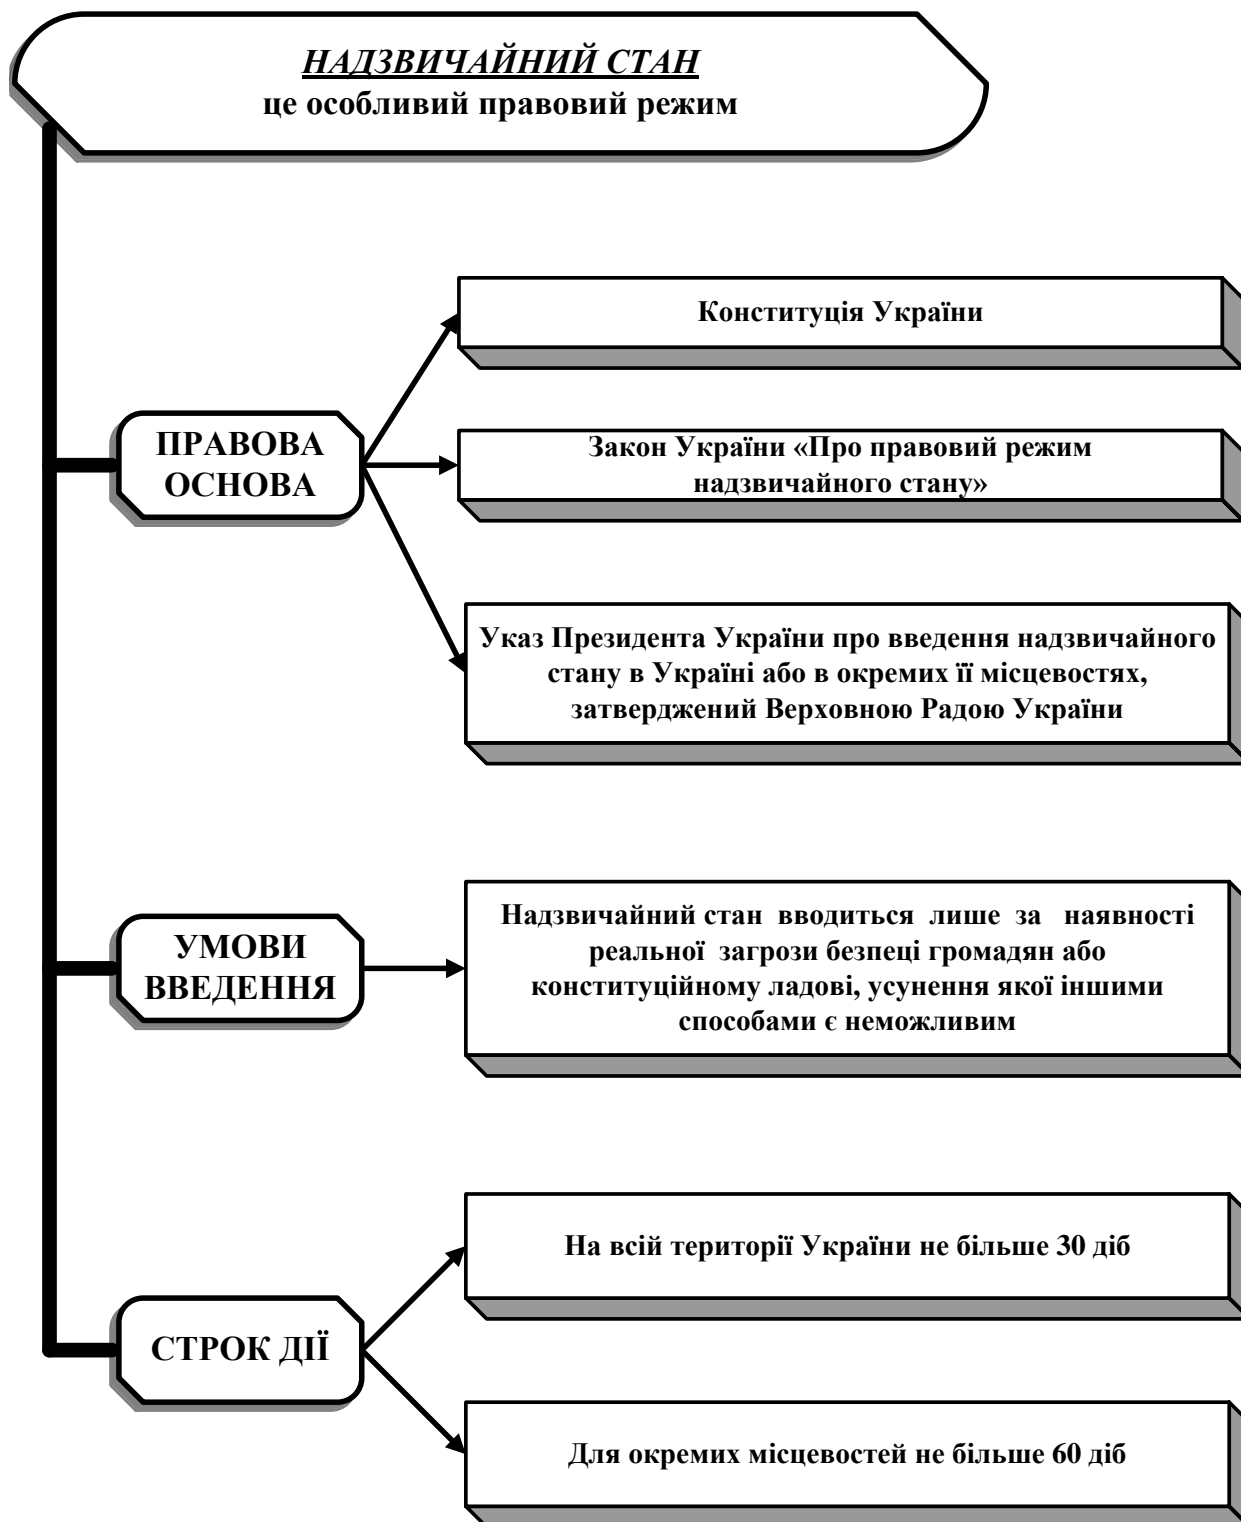 НАДЗВИЧАЙНИЙ СТАН
це особливий правовий режим
Конституція України
ПРАВОВА
ОСНОВА
Закон України «Про правовий режим
надзвичайного стану»
Указ Президента України про введення надзвичайного
стану в Україні або в окремих її місцевостях,
затверджений Верховною Радою України
УМОВИ
ВВЕДЕННЯ
Надзвичайний стан вводиться лише за наявності
реальної загрози безпеці громадян або
конституційному ладові, усунення якої іншими
способами є неможливим
СТРОК ДІЇ
На всій території України не більше 30 діб
Для окремих місцевостей не більше 60 діб